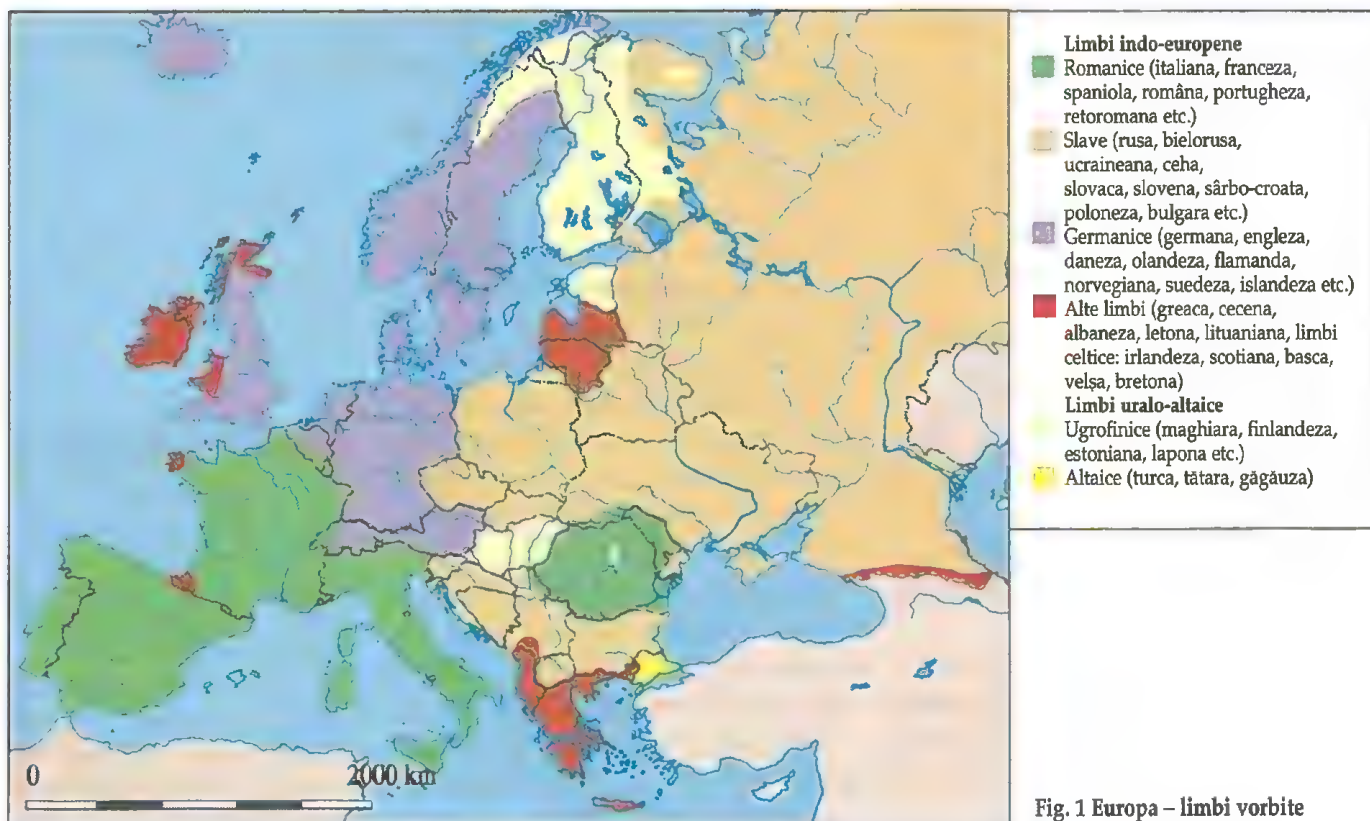 Limbi indo-europene
Romanice (italiana, franceza,
spaniola, româna, portugheza,
retoromana etc.)
Slave (rusa, bielorusa,
ucraineana, ceha,
slovaca, slovena, sârbo-croata,
poloneza, bulgara etc.)
Germanice (germana, engleza,
daneza, olandeza, flamanda,
norvegiana, suedeza, islandeza etc.)
Alte limbi (greaca, cecena,
albaneza, letona, lituaniana, limbi
celtice: irlandeza, scotiana, basca,
velșa, bretona)
Limbi uralo-altaice
Ugrofinice (maghiara, finlandeza,
estoniana, lapona etc.)
Altaice (turca, tătara, găgăuza)
0 2000 km
Fig. 1 Europa – limbi vorbite